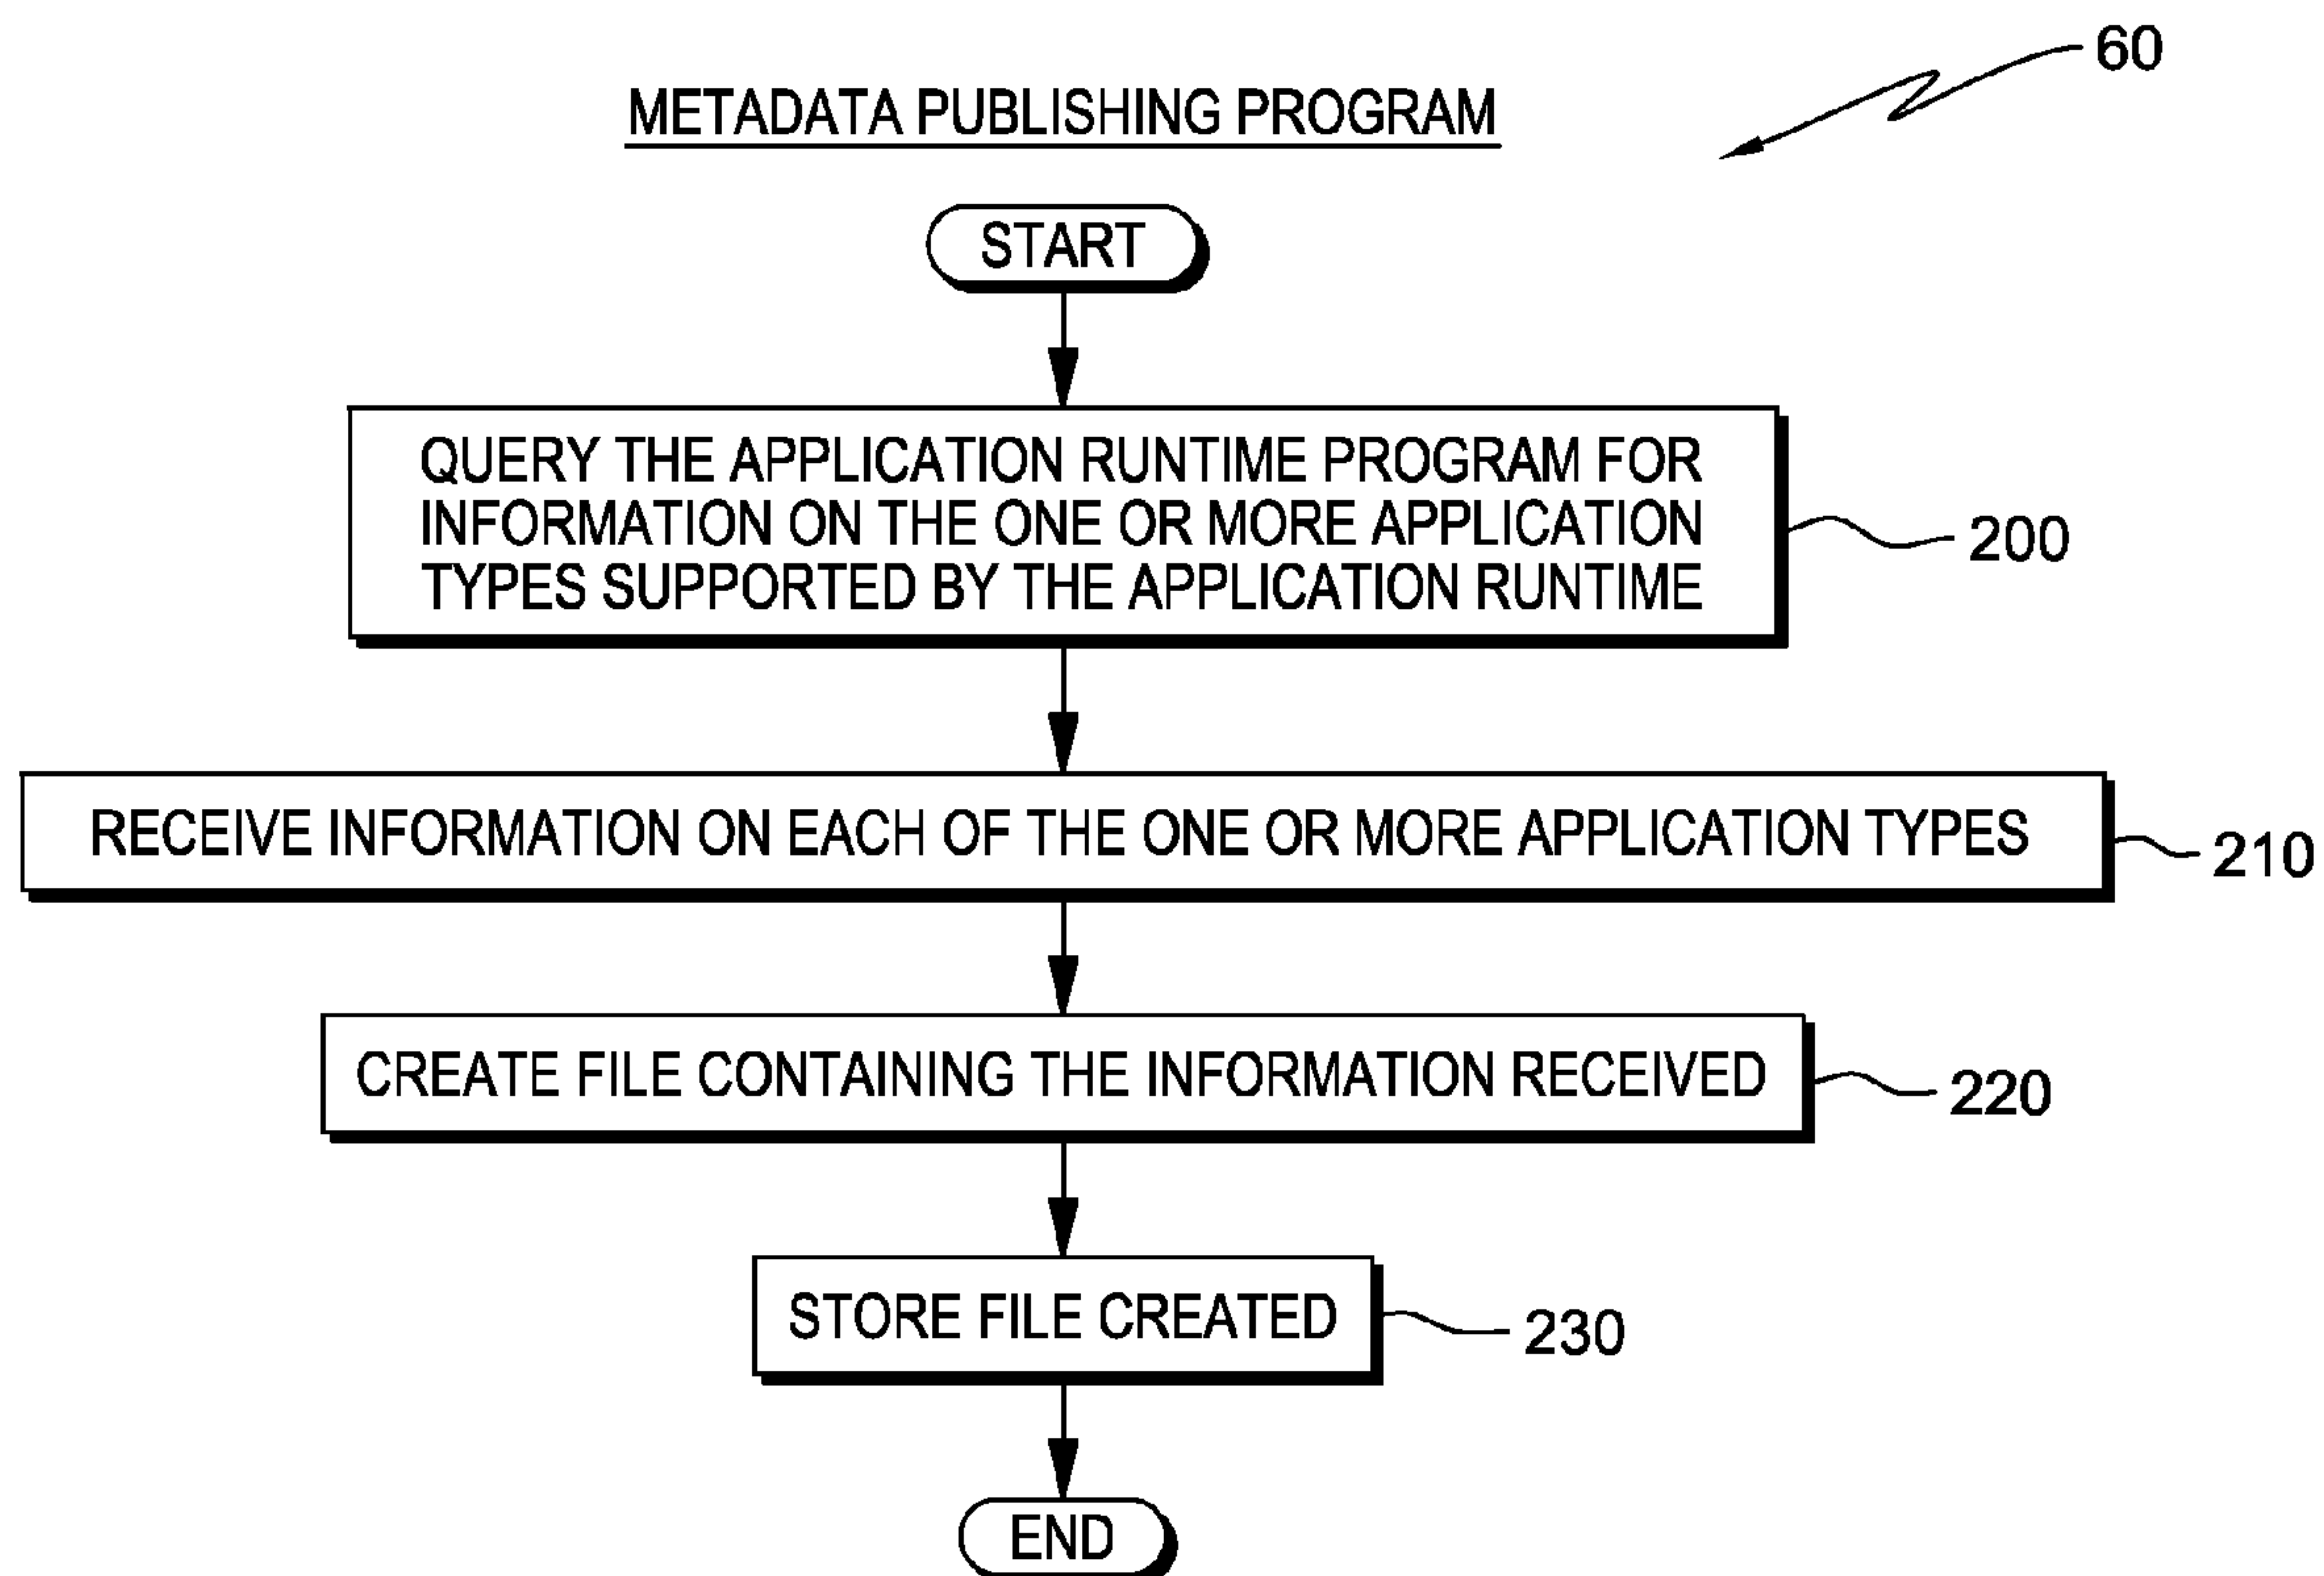 60
METADATA PUBLISHING PROGRAM
START
QUERY THE APPLICATION RUNTIME PROGRAM FOR
INFORMATION ON THE ONE OR MORE APPLICATION
TYPES SUPPORTED BY THE APPLICATION RUNTIME
200
RECEIVE INFORMATION ON EACH OF THE ONE OR MORE APPLICATION TYPES
210
CREATE FILE CONTAINING THE INFORMATION RECEIVED
220
STORE FILE CREATED
230
END